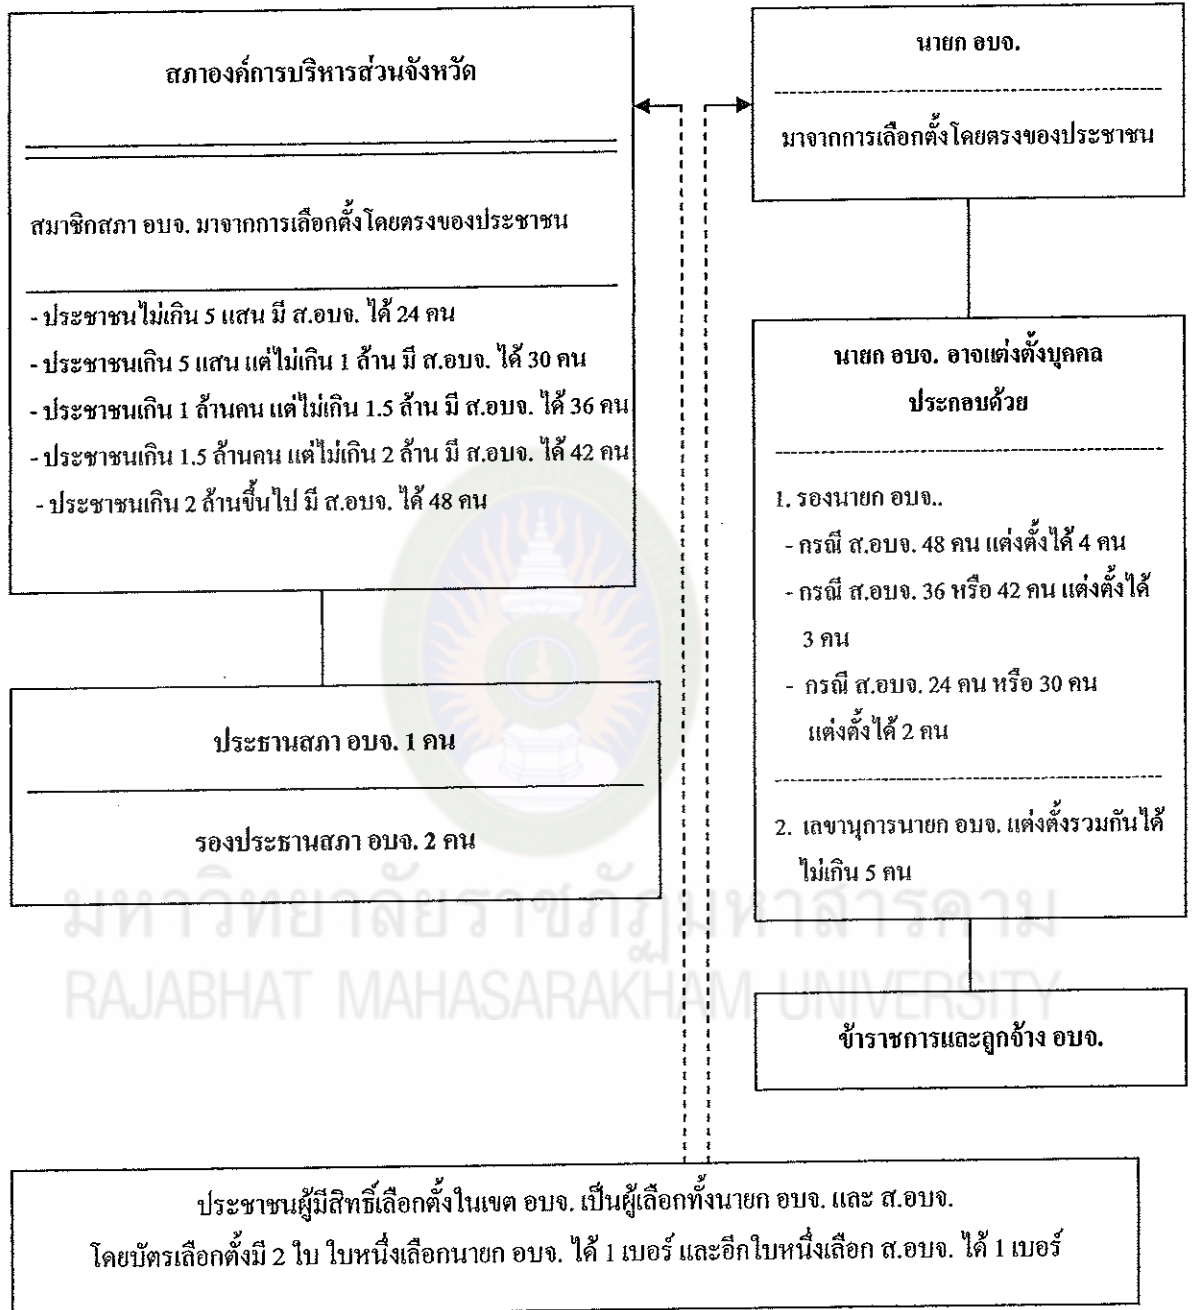 สภาองค์การบริหารส่วนจังหวัด
สมาชิกสภา อบจ. มาจากการเลือกตั้งโดยตรงของประชาชน
- ประชาชนไม่เกิน 5 แสน มี ส.อบจ. ได้ 24 คน
- ประชาชนเกิน 5 แสน แต่ไม่เกิน 1 ล้าน มี ส.อบจ. ได้ 30 คน
- ประชาชนเกิน 1 ล้านคน แต่ไม่เกิน 1.5 ล้าน มี ส.อบจ. ได้ 36 คน
- ประชาชนเกิน 1.5 ล้านคน แต่ไม่เกิน 2 ล้าน มี ส.อบจ. ได้ 42 คน
- ประชาชนเกิน 2 ล้านขึ้นไป มี ส.อบจ. ได้ 48 คน
ประธานสภา อบจ. 1 คน
รองประธานสภา อบจ. 2 คน
นายก อบจ.
มาจากการเลือกตั้งโดยตรงของประชาชน
นายก อบจ. อาจแต่งตั้งบุคคล
ประกอบด้วย
1. รองนายก อบจ..
- กรณี ส.อบจ. 48 คน แต่งตั้งได้ 4 คน
- กรณี ส.อบจ. 36 หรือ 42 คน แต่งตั้งได้
3 คน
- กรณี ส.อบจ. 24 คน หรือ 30 คน
แต่งตั้งได้ 2 คน
2. เลขานุการนายก อบจ. แต่งตั้งรวมกันได้
ไม่เกิน 5 คน
ข้าราชการและลูกจ้าง อบจ.
มหาวิทยาลัยราชภัฏมหาสารคาม
RAJABHAT MAHASARAKHAM UNIVERSITY
ประชาชนผู้มีสิทธิ์เลือกตั้งในเขต อบจ. เป็นผู้เลือกทั้งนายก อบจ. และ ส.อบจ.
โดยบัตรเลือกตั้งมี 2 ใบ ใบหนึ่งเลือกนายก อบจ. ได้ 1 เบอร์ และอีกใบหนึ่งเลือก ส.อบจ. ได้ 1 เบอร์